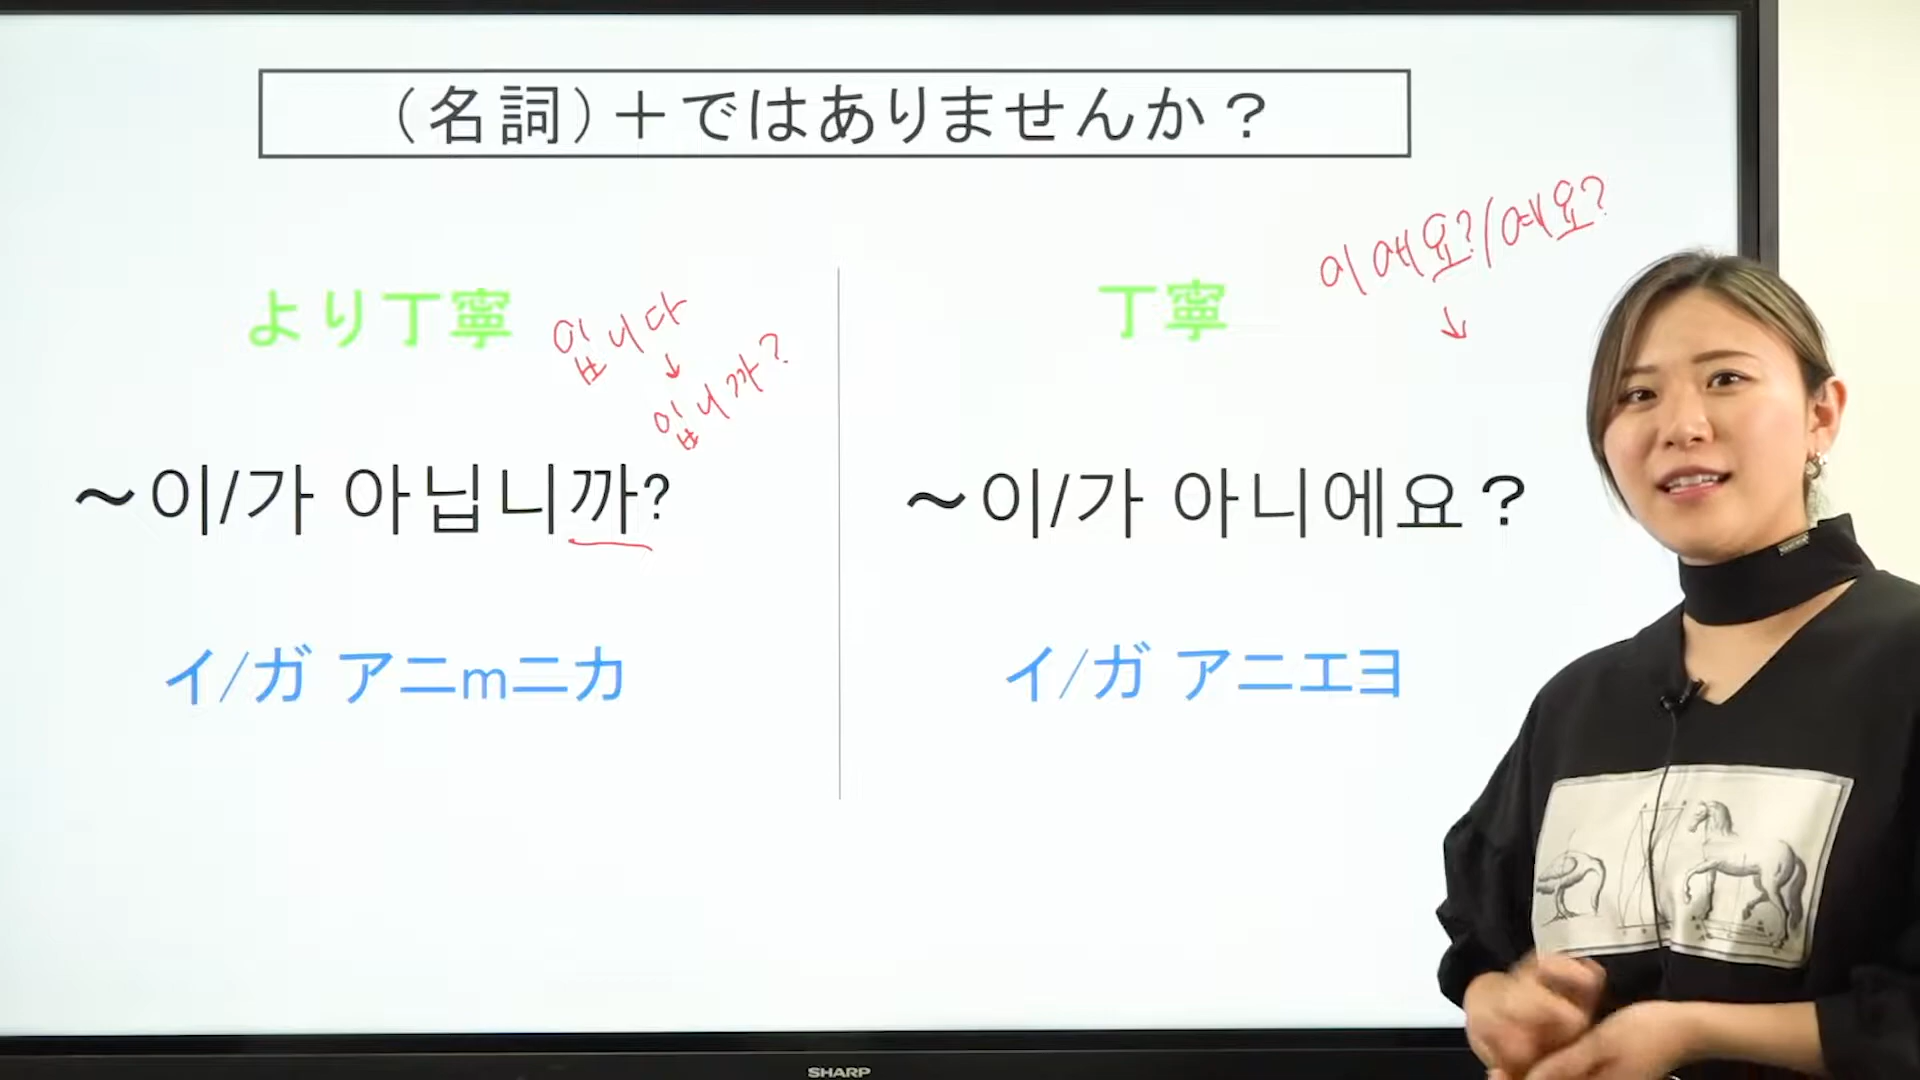 （名詞）＋ではありませんか？
より丁寧
입니다
↓
입니까?
～이/가 아닙니까?
イ/ガ アニmニカ
丁寧
이에요?/예요?
↓
～이/가 아니에요？
イ/ガ アニエヨ
SHARP